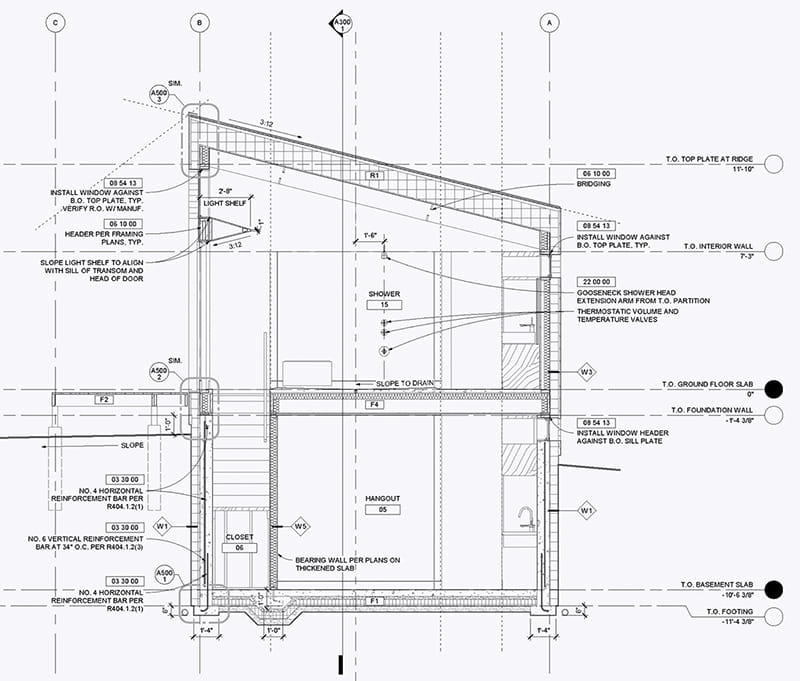 C
B
A300
1
A
SIM.
A500
3
3:12
T.O. TOP PLATE AT RIDGE
11'-10"
R1
06 10 00
BRIDGING
08 54 13
INSTALL WINDOW AGAINST
B.O. TOP PLATE, TYP.
VERIFY R.O. W/ MANUF.
2'-8"
LIGHT SHELF
1"
3:12
06 10 00
HEADER PER FRAMING
PLANS, TYP.
SLOPE LIGHT SHELF TO ALIGN
WITH SILL OF TRANSOM AND
HEAD OF DOOR
1'-6"
08 54 13
INSTALL WINDOW AGAINST
B.O. TOP PLATE, TYP.
T.O. INTERIOR WALL
7'-3"
22 00 00
GOOSENECK SHOWER HEAD
EXTENSION ARM FROM T.O. PARTITION
THERMOSTATIC VOLUME AND
TEMPERATURE VALVES
SHOWER
15
SIM.
A500
2
W3
SLOPE TO DRAIN
T.O. GROUND FLOOR SLAB
0"
F2
F4
T.O. FOUNDATION WALL
-1'-4 3/8"
1'-0"
SLOPE
08 54 13
INSTALL WINDOW HEADER
AGAINST B.O. SILL PLATE
03 30 00
NO. 4 HORIZONTAL
REINFORCEMENT BAR PER
R404.1.2(1)
HANGOUT
05
W1
W5
W1
03 30 00
NO. 6 VERTICAL REINFORCEMENT
BAR AT 34" O.C. PER R404.1.2(3)
CLOSET
06
BEARING WALL PER PLANS ON
THICKENED SLAB
A500
1
03 30 00
NO. 4 HORIZONTAL
REINFORCEMENT BAR PER
R404.1.2(1)
T.O. BASEMENT SLAB
-10'-6 3/8"
1'-0"
F1
6"
6"
T.O. FOOTING
-11'-4 3/8"
1'-4"
1'-0"
1'-4"